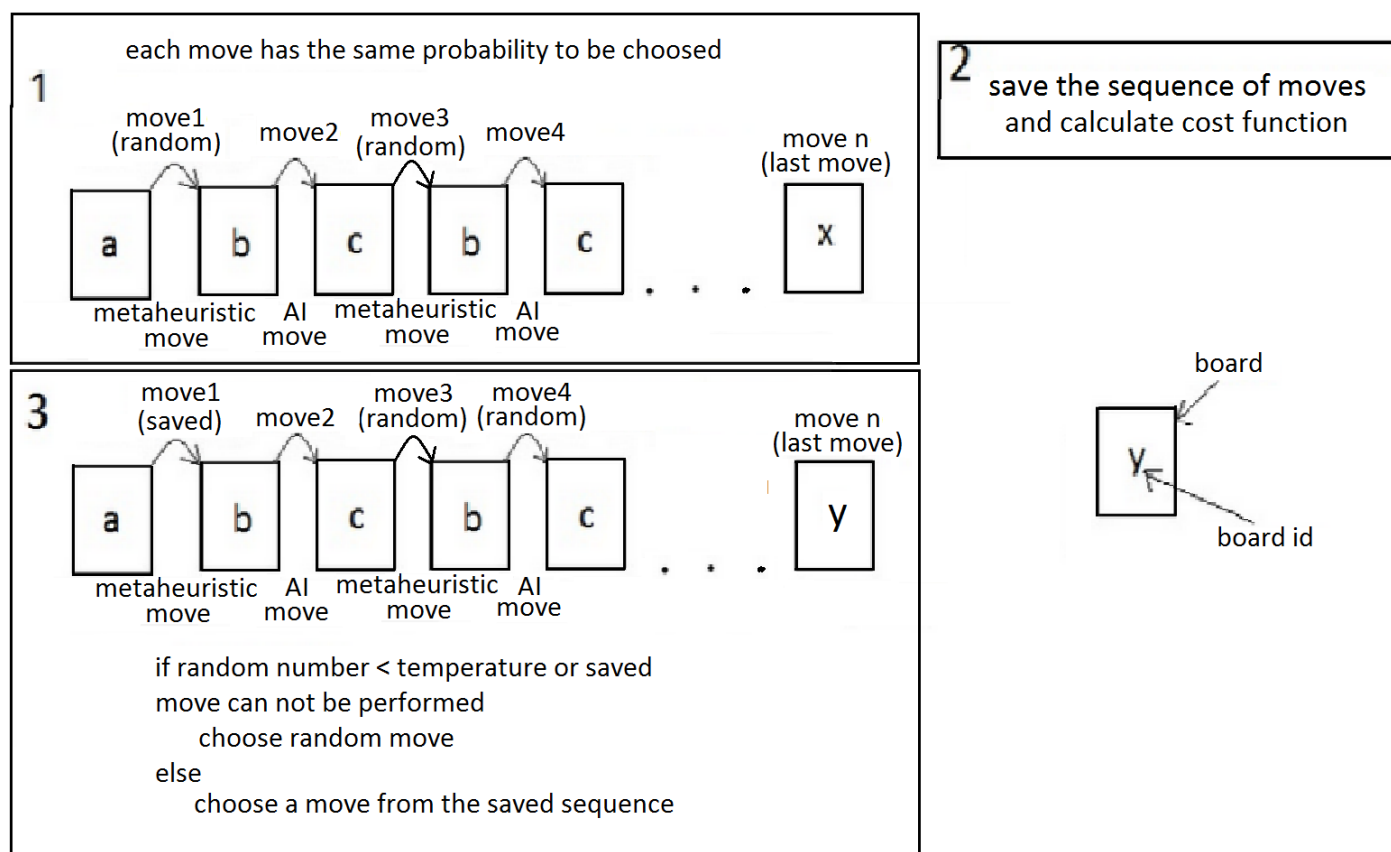 each move has the same probability to be choosed
1
move1
(random)
move2
move3
(random)
move4
move n
(last move)
a
b
c
b
c
. . .
x
metaheuristic
move
AI
move
metaheuristic
move
AI
move
2
save the sequence of moves
and calculate cost function
3
move1
(saved)
move2
move3
(random)
move4
(random)
move n
(last move)
a
b
c
b
c
. . .
y
metaheuristic
move
AI
move
metaheuristic
move
AI
move
if random number < temperature or saved
move can not be performed
choose random move
else
choose a move from the saved sequence
board
y
board id